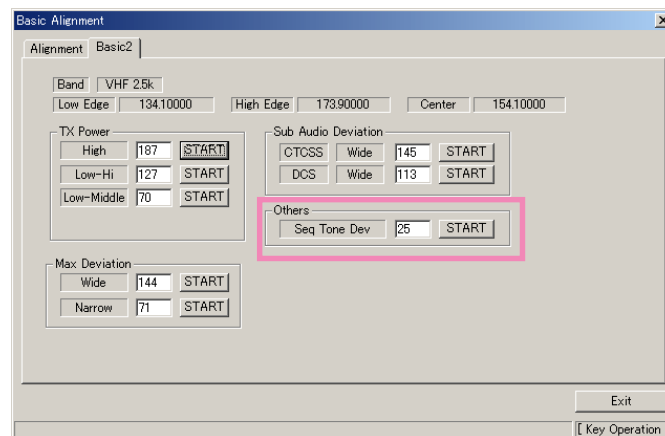 Basic Alignment
Alignment Basic2
Band VHF 2.5k
Low Edge 134.10000 High Edge 173.90000 Center 154.10000
TX Power
High 187 START
Low-Hi 127 START
Low-Middle 70 START
Sub Audio Deviation
CTCSS Wide 145 START
DCS Wide 113 START
Others
Seq Tone Dev 25 START
Max Deviation
Wide 144 START
Narrow 71 START
Exit
[ Key Operation